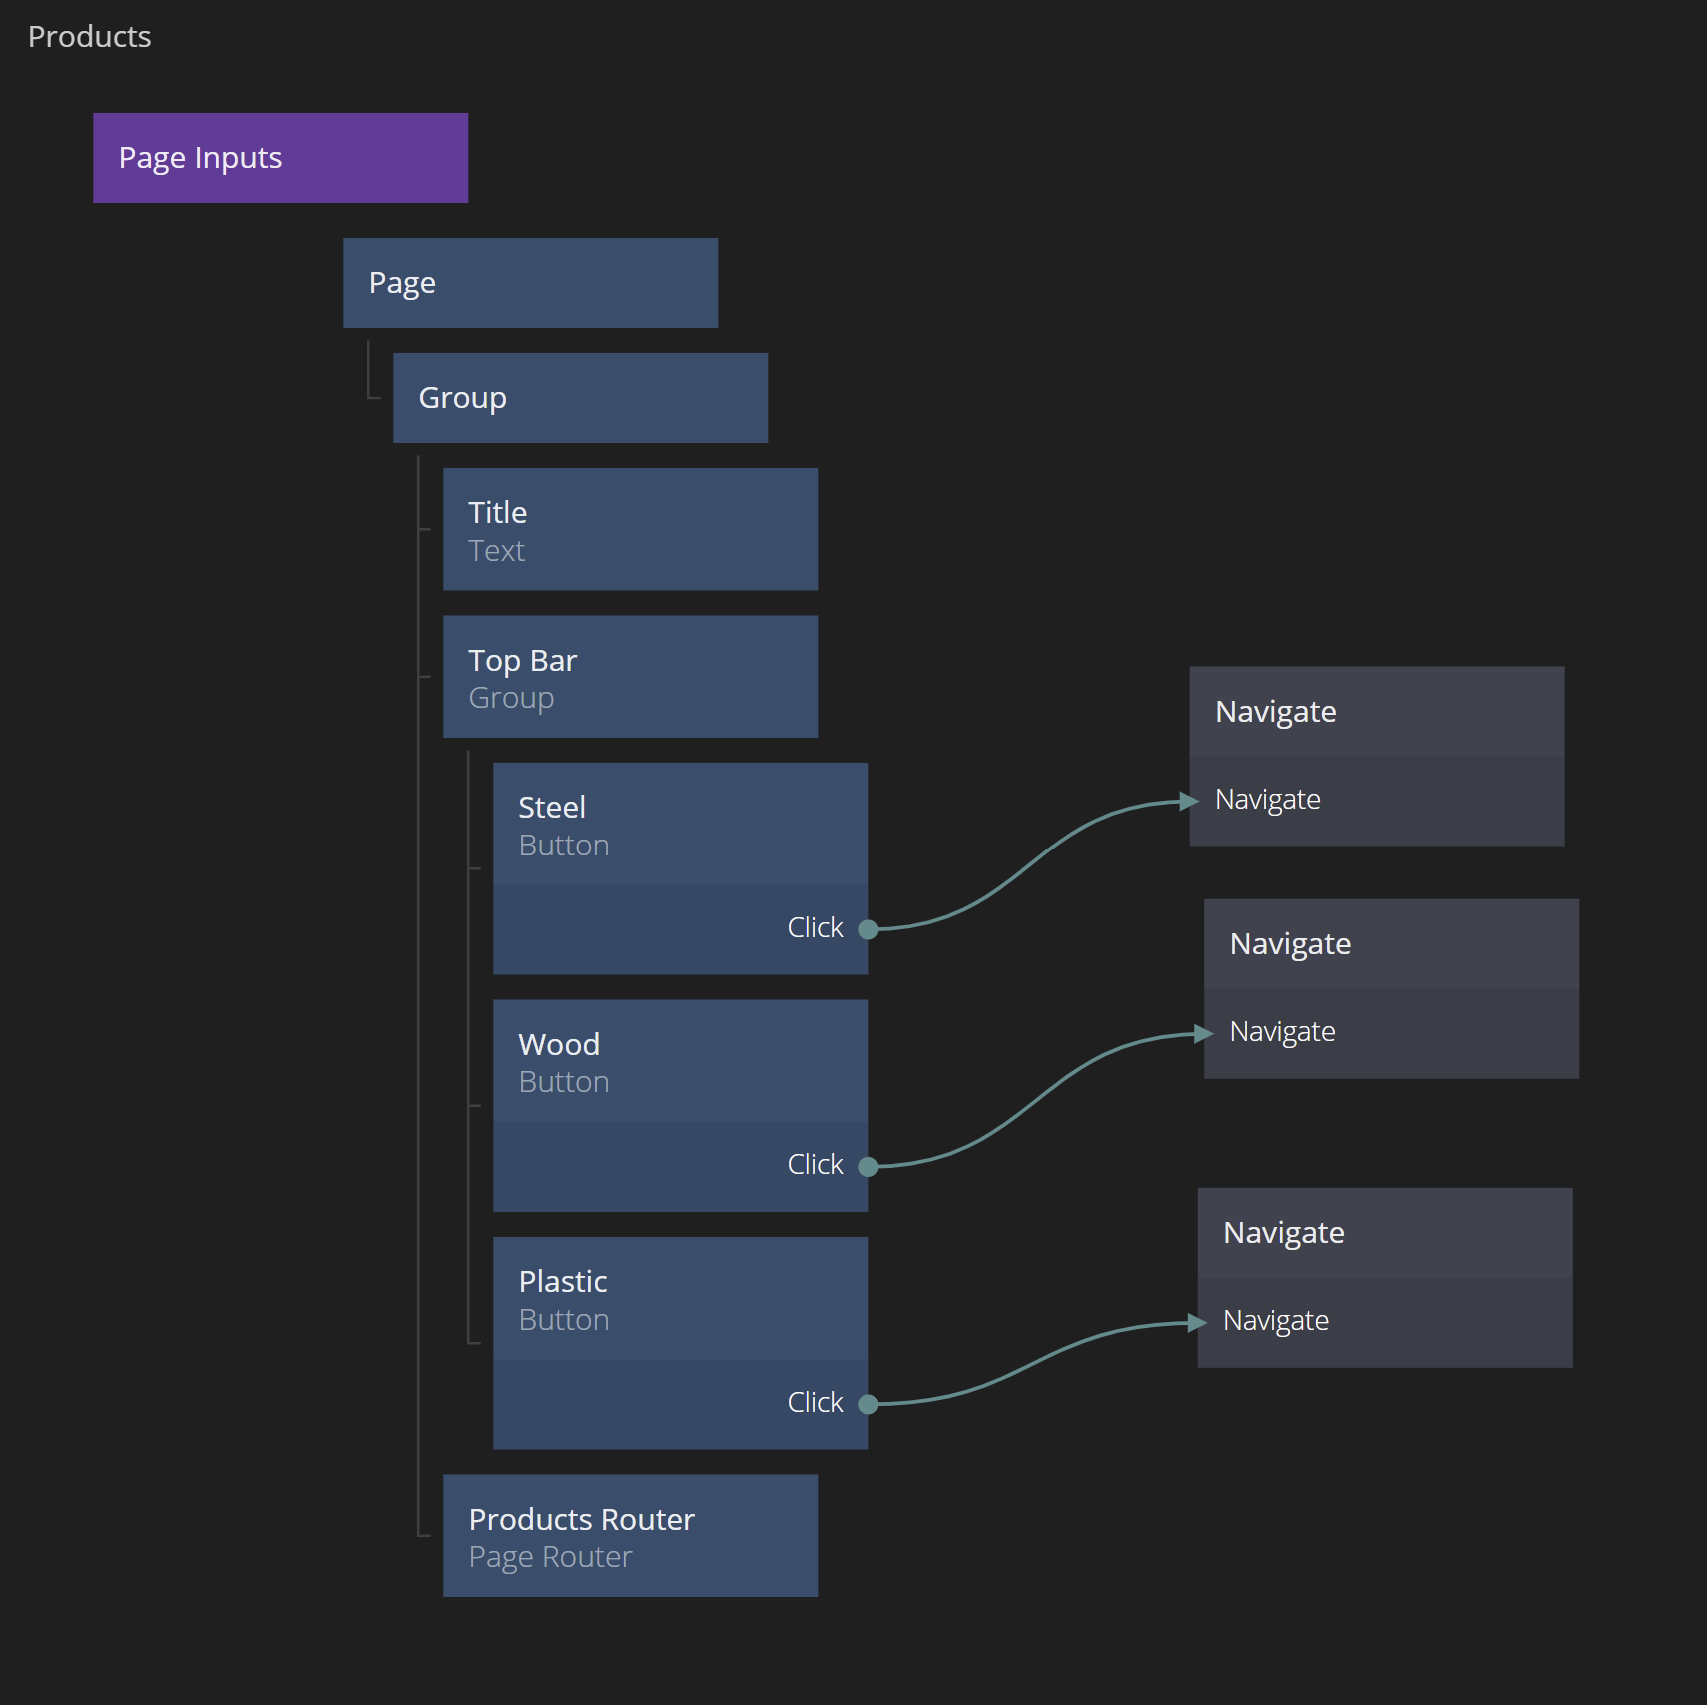 Products
Page Inputs
Page
Group
Title
Text
Top Bar
Group
Steel
Button
Click
Wood
Button
Click
Plastic
Button
Click
Products Router
Page Router
Navigate
Navigate
Navigate
Navigate
Navigate
Navigate